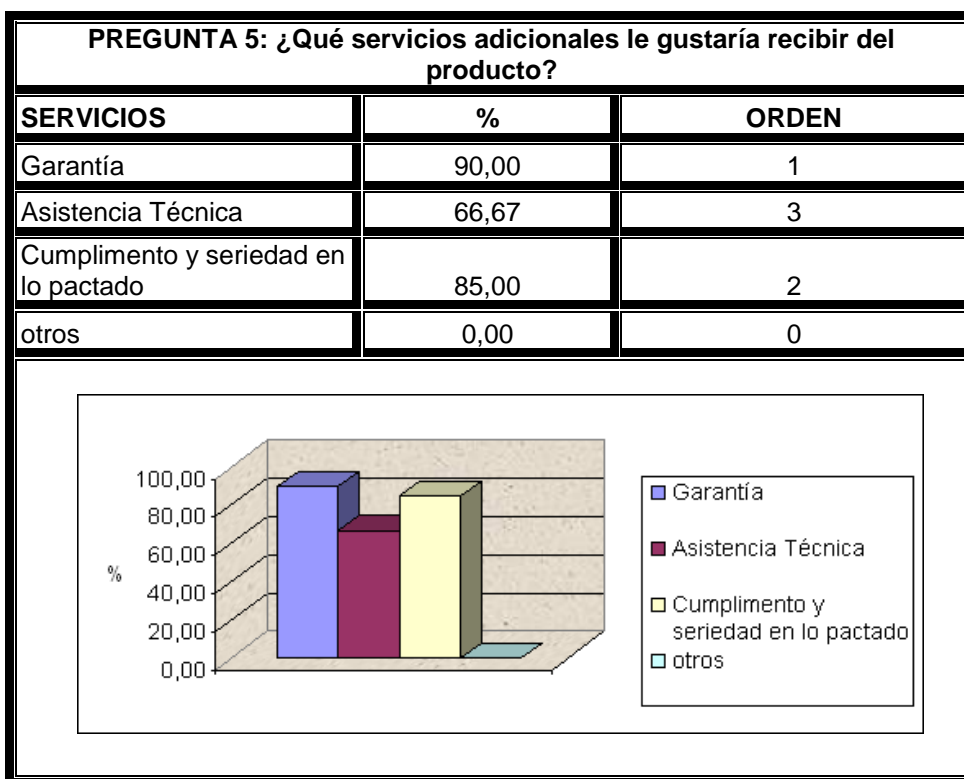 PREGUNTA 5: ¿Qué servicios adicionales le gustaría recibir del
producto?
SERVICIOS % ORDEN
Garantía 90,00 1
Asistencia Técnica 66,67 3
Cumplimento y seriedad en
lo pactado 85,00 2
otros 0,00 0
100,00
80,00
60,00
40,00
20,00
0,00
%
Garantía
Asistencia Técnica
Cumplimento y
seriedad en lo pactado
otros